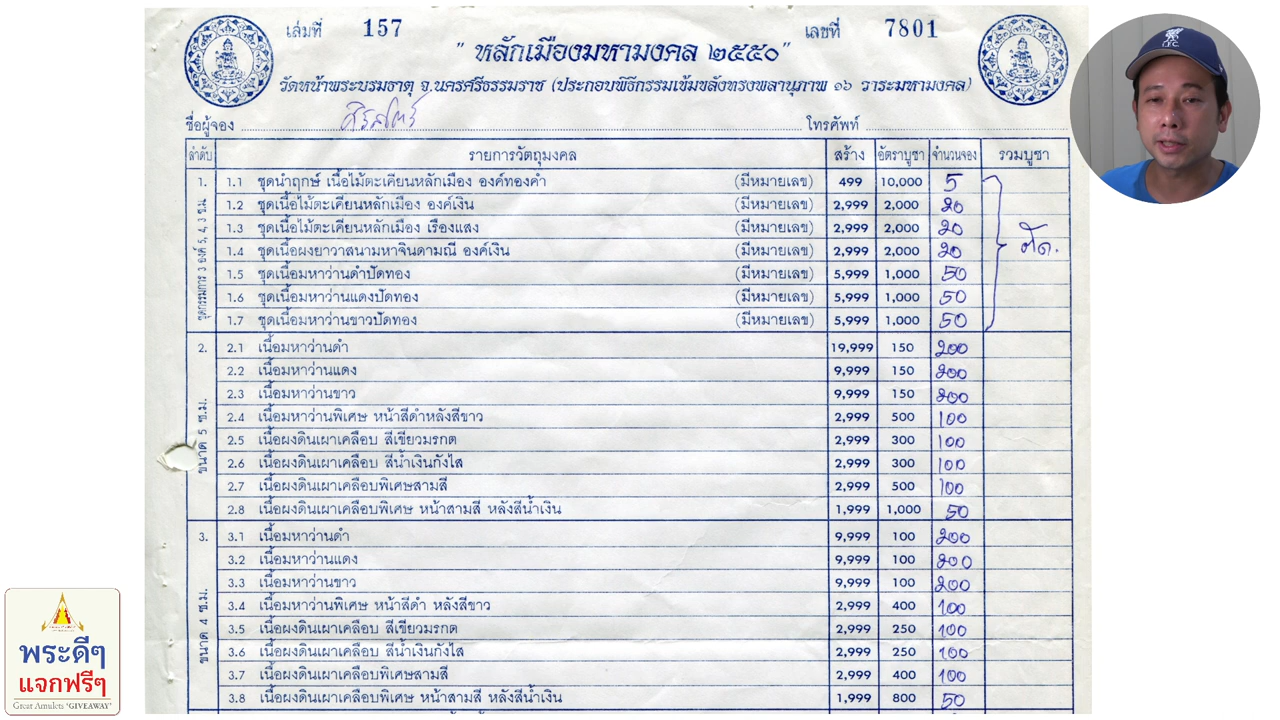 เล่มที่ 157 เลขที่ 7801
" หลักเมืองมหามงคล ๒๕๕๐ "
วัดหน้าพระบรมธาตุ จ.นครศรีธรรมราช (ประกอบพิธีกรรมเข้มขลังทรงพลานุภาพ ๑๖ วาระมหามงคล)
ชื่อผู้จอง โทรศัพท์
ลำดับ รายการวัตถุมงคล สร้าง อัตราบูชา จำนวนจอง รวมบูชา
1. 1.1 ชุดนำฤกษ์ เนื้อไม้ตะเคียนหลักเมือง องค์ทองคำ (มีหมายเลข) 499 10,000 5
1.2 ชุดเนื้อไม้ตะเคียนหลักเมือง องค์เงิน (มีหมายเลข) 2,999 2,000 20
1.3 ชุดเนื้อไม้ตะเคียนหลักเมือง เรืองแสง (มีหมายเลข) 2,999 2,000 20
1.4 ชุดเนื้อผงยาวาสนามหาจินดามณี องค์เงิน (มีหมายเลข) 2,999 2,000 20
1.5 ชุดเนื้อมหาว่านดำปัดทอง (มีหมายเลข) 5,999 1,000 50
1.6 ชุดเนื้อมหาว่านแดงปัดทอง (มีหมายเลข) 5,999 1,000 50
1.7 ชุดเนื้อมหาว่านขาวปัดทอง (มีหมายเลข) 5,999 1,000 50
ชุดกรรมการ 3 องค์ 5, 4, 3 ซ.ม.
2. 2.1 เนื้อมหาว่านดำ 19,999 150 200
2.2 เนื้อมหาว่านแดง 9,999 150 200
2.3 เนื้อมหาว่านขาว 9,999 150 200
2.4 เนื้อมหาว่านพิเศษ หน้าสีดำหลังสีขาว 2,999 500 100
2.5 เนื้อผงดินเผาเคลือบ สีเขียวมรกต 2,999 300 100
2.6 เนื้อผงดินเผาเคลือบ สีน้ำเงินกังไส 2,999 300 100
2.7 เนื้อผงดินเผาเคลือบพิเศษสามสี 2,999 500 100
2.8 เนื้อผงดินเผาเคลือบพิเศษ หน้าสามสี หลังสีน้ำเงิน 1,999 1,000 50
ขนาด 5 ซ.ม.
3. 3.1 เนื้อมหาว่านดำ 9,999 100 200
3.2 เนื้อมหาว่านแดง 9,999 100 200
3.3 เนื้อมหาว่านขาว 9,999 100 200
3.4 เนื้อมหาว่านพิเศษ หน้าสีดำ หลังสีขาว 2,999 400 100
3.5 เนื้อผงดินเผาเคลือบ สีเขียวมรกต 2,999 250 100
3.6 เนื้อผงดินเผาเคลือบ สีน้ำเงินกังไส 2,999 250 100
3.7 เนื้อผงดินเผาเคลือบพิเศษสามสี 2,999 400 100
3.8 เนื้อผงดินเผาเคลือบพิเศษ หน้าสามสี หลังสีน้ำเงิน 1,999 800 50
ขนาด 4 ซ.ม.
พระดีๆ
แจกฟรีๆ
Great Amulets 'GIVEAWAY'
L.F.C.